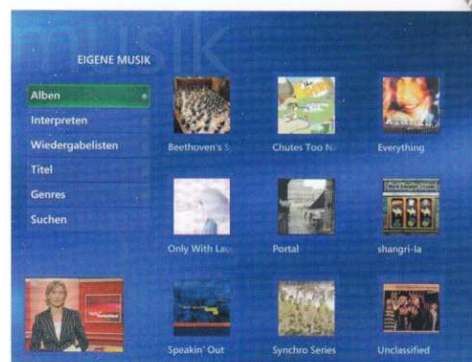 musik
EIGENE MUSIK
Alben
Interpreten
Wiedergabelisten
Titel
Genres
Suchen
Beethoven's S
Chutes Too N
Everything
Only With Lau
Portal
shangri-la
Speakin' Out
Synchro Series
Unclassified